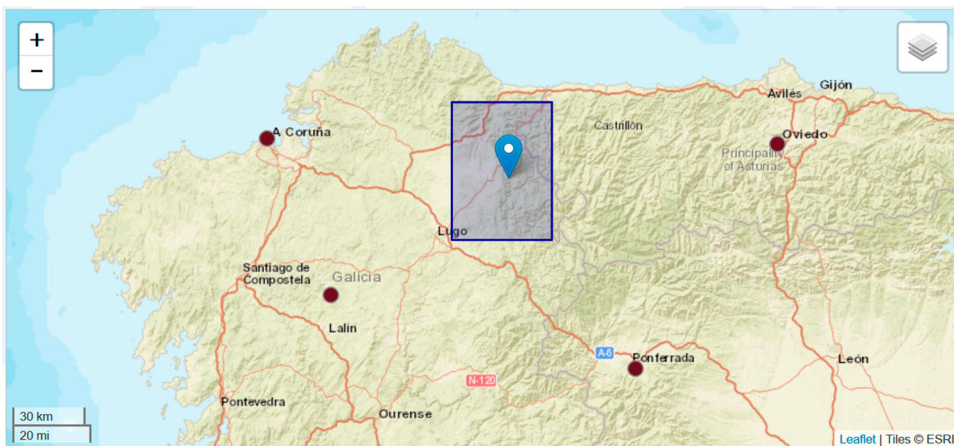 +
−
Gijón
Avilés
Castrillón
A Coruña
Oviedo
Principality
of Asturias
Lugo
Santiago de
Compostela
Galicia
Lalín
A-6
Ponferrada
León
N-120
Pontevedra
Ourense
30 km
20 mi
Leaflet | Tiles © ESRI